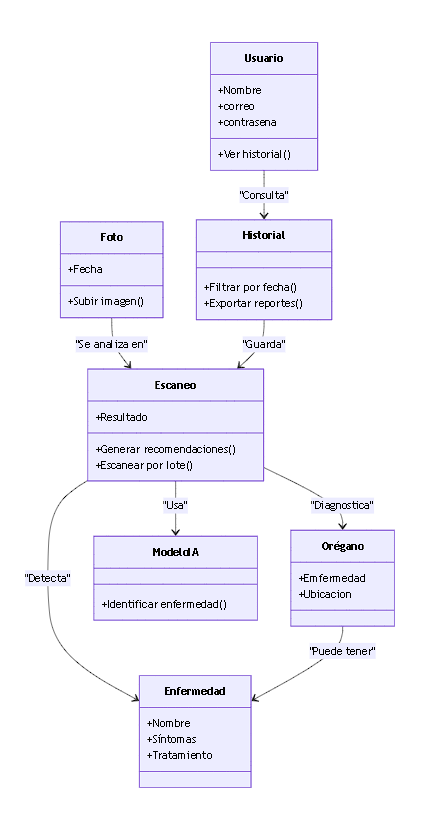 Usuario
+Nombre
+correo
+contrasena
+Ver historial()
"Consulta"
Foto
+Fecha
+Subir imagen()
Historial
+Filtrar por fecha()
+Exportar reportes()
"Se analiza en"
"Guarda"
Escaneo
+Resultado
+Generar recomendaciones()
+Escanear por lote()
"Usa"
"Diagnostica"
ModeloIA
+Identificar enfermedad()
Orégano
+Emfermedad
+Ubicacion
"Detecta"
"Puede tener"
Enfermedad
+Nombre
+Síntomas
+Tratamiento